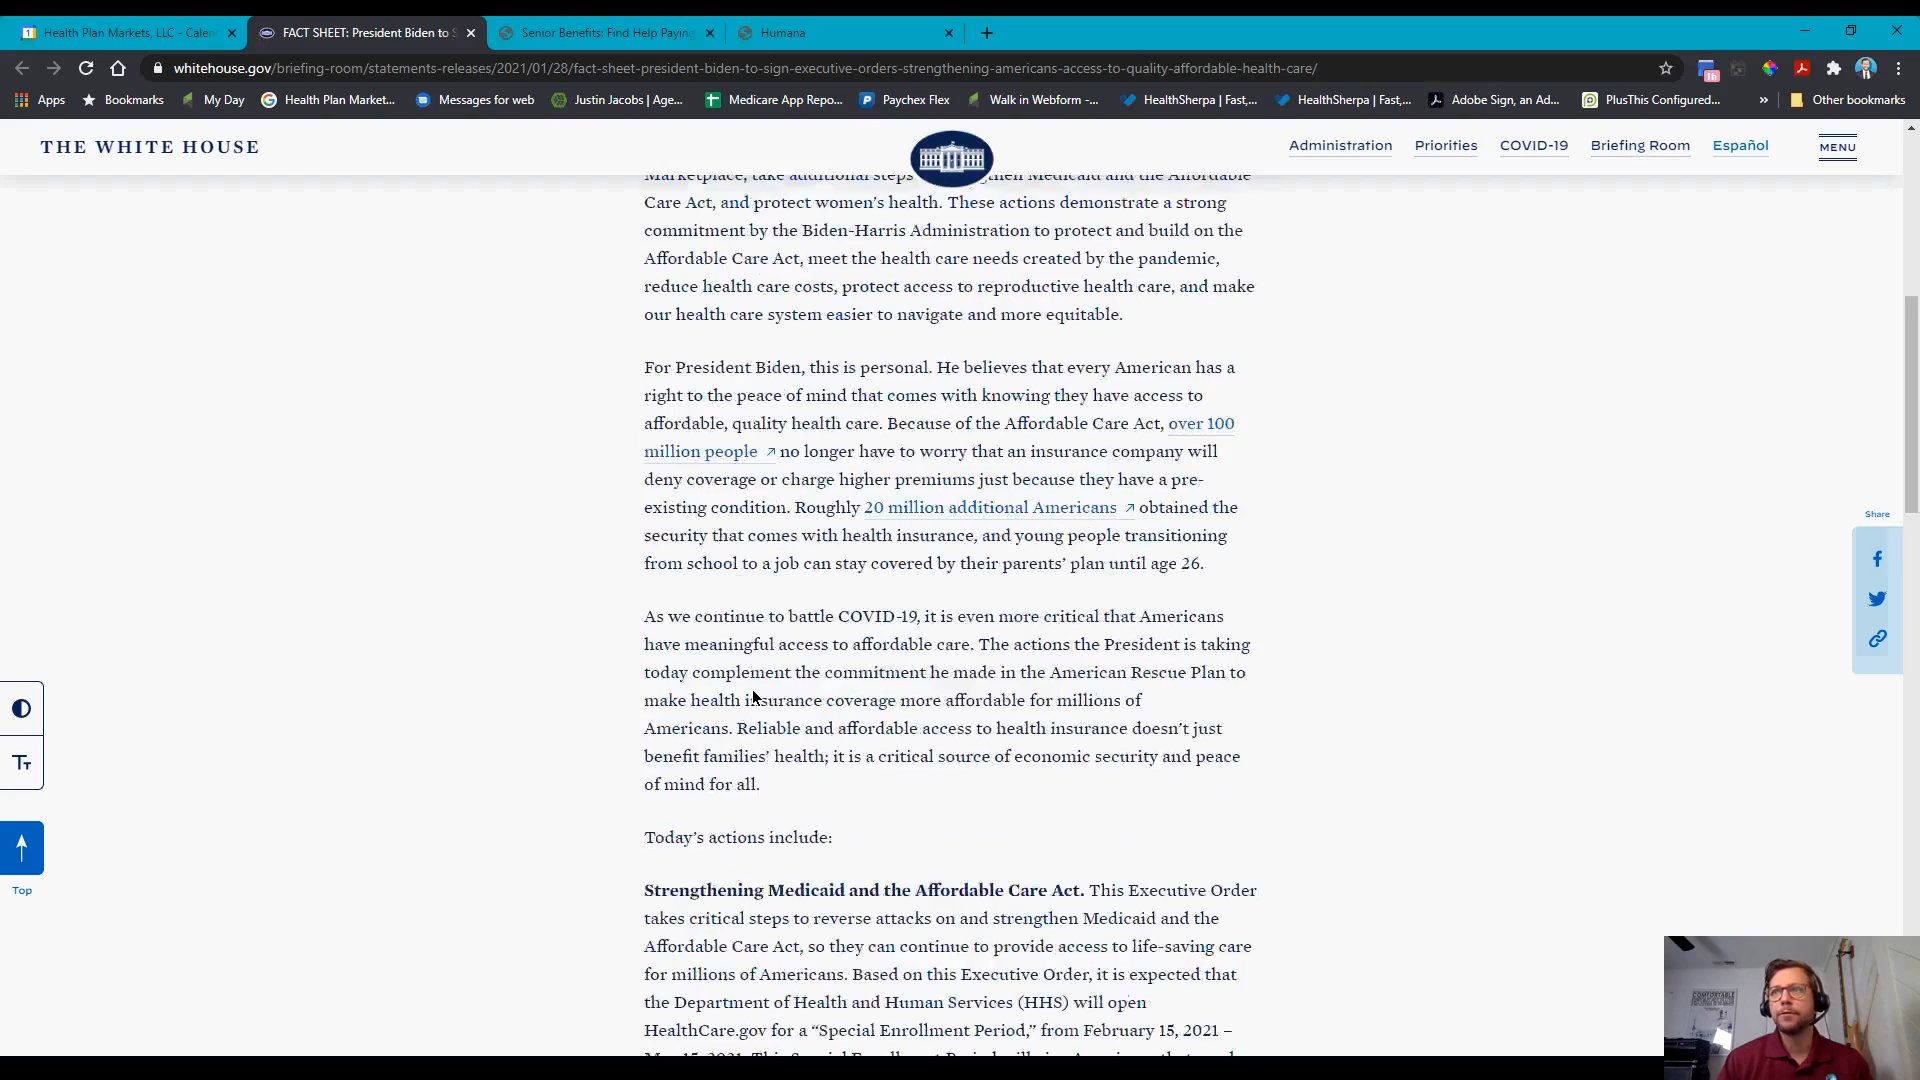 Health Plan Markets, LLC - Calen
FACT SHEET: President Biden to S
Senior Benefits: Find Help Paying
Humana
whitehouse.gov/briefing-room/statements-releases/2021/01/28/fact-sheet-president-biden-to-sign-executive-orders-strengthening-americans-access-to-quality-affordable-health-care/
1h
Apps
Bookmarks
My Day
Health Plan Market...
Messages for web
Justin Jacobs | Age...
Medicare App Repo...
Paychex Flex
Walk in Webform -...
HealthSherpa | Fast,...
HealthSherpa | Fast,...
Adobe Sign, an Ad...
PlusThis Configured...
»
Other bookmarks
THE WHITE HOUSE
Administration
Priorities
COVID-19
Briefing Room
Español
MENU
Marketplace, take additional steps Medicaid and the Affordable
Care Act, and protect women’s health. These actions demonstrate a strong
commitment by the Biden-Harris Administration to protect and build on the
Affordable Care Act, meet the health care needs created by the pandemic,
reduce health care costs, protect access to reproductive health care, and make
our health care system easier to navigate and more equitable.
For President Biden, this is personal. He believes that every American has a
right to the peace of mind that comes with knowing they have access to
affordable, quality health care. Because of the Affordable Care Act, over 100
million people ↗ no longer have to worry that an insurance company will
deny coverage or charge higher premiums just because they have a pre-
existing condition. Roughly 20 million additional Americans ↗ obtained the
security that comes with health insurance, and young people transitioning
from school to a job can stay covered by their parents’ plan until age 26.
As we continue to battle COVID-19, it is even more critical that Americans
have meaningful access to affordable care. The actions the President is taking
today complement the commitment he made in the American Rescue Plan to
make health insurance coverage more affordable for millions of
Americans. Reliable and affordable access to health insurance doesn’t just
benefit families’ health; it is a critical source of economic security and peace
of mind for all.
Today’s actions include:
Strengthening Medicaid and the Affordable Care Act. This Executive Order
takes critical steps to reverse attacks on and strengthen Medicaid and the
Affordable Care Act, so they can continue to provide access to life-saving care
for millions of Americans. Based on this Executive Order, it is expected that
the Department of Health and Human Services (HHS) will open
HealthCare.gov for a “Special Enrollment Period,” from February 15, 2021 –
Share
Top
COMFORTABLE